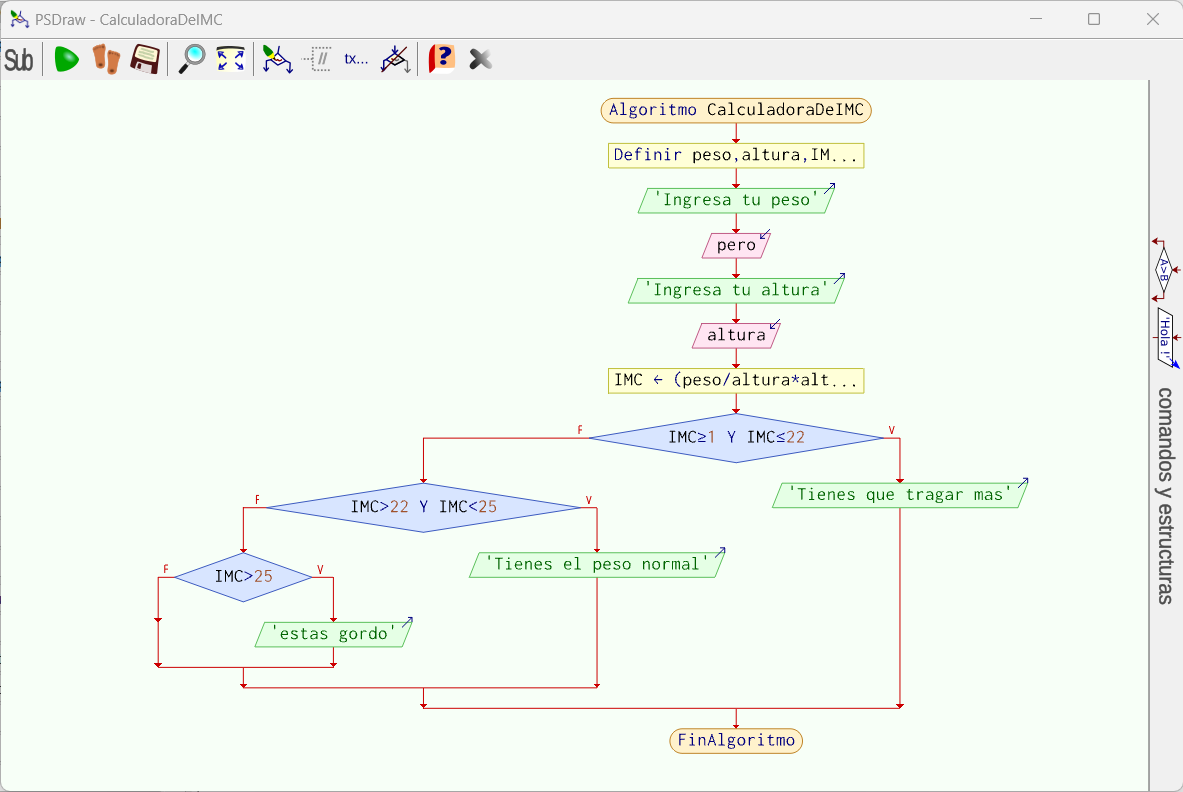 PSDraw - CalculadoraDeIMC
Sub
tx...
Algoritmo CalculadoraDeIMC
Definir peso,altura,IM...
'Ingresa tu peso'
pero
'Ingresa tu altura'
altura
IMC ← (peso/altura*alt...
F
IMC≥1 Y IMC≤22
V
F
IMC>22 Y IMC<25
V
'Tienes que tragar mas'
F
IMC>25
V
'Tienes el peso normal'
'estas gordo'
FinAlgoritmo
A>B
'Hola !'
comandos y estructuras